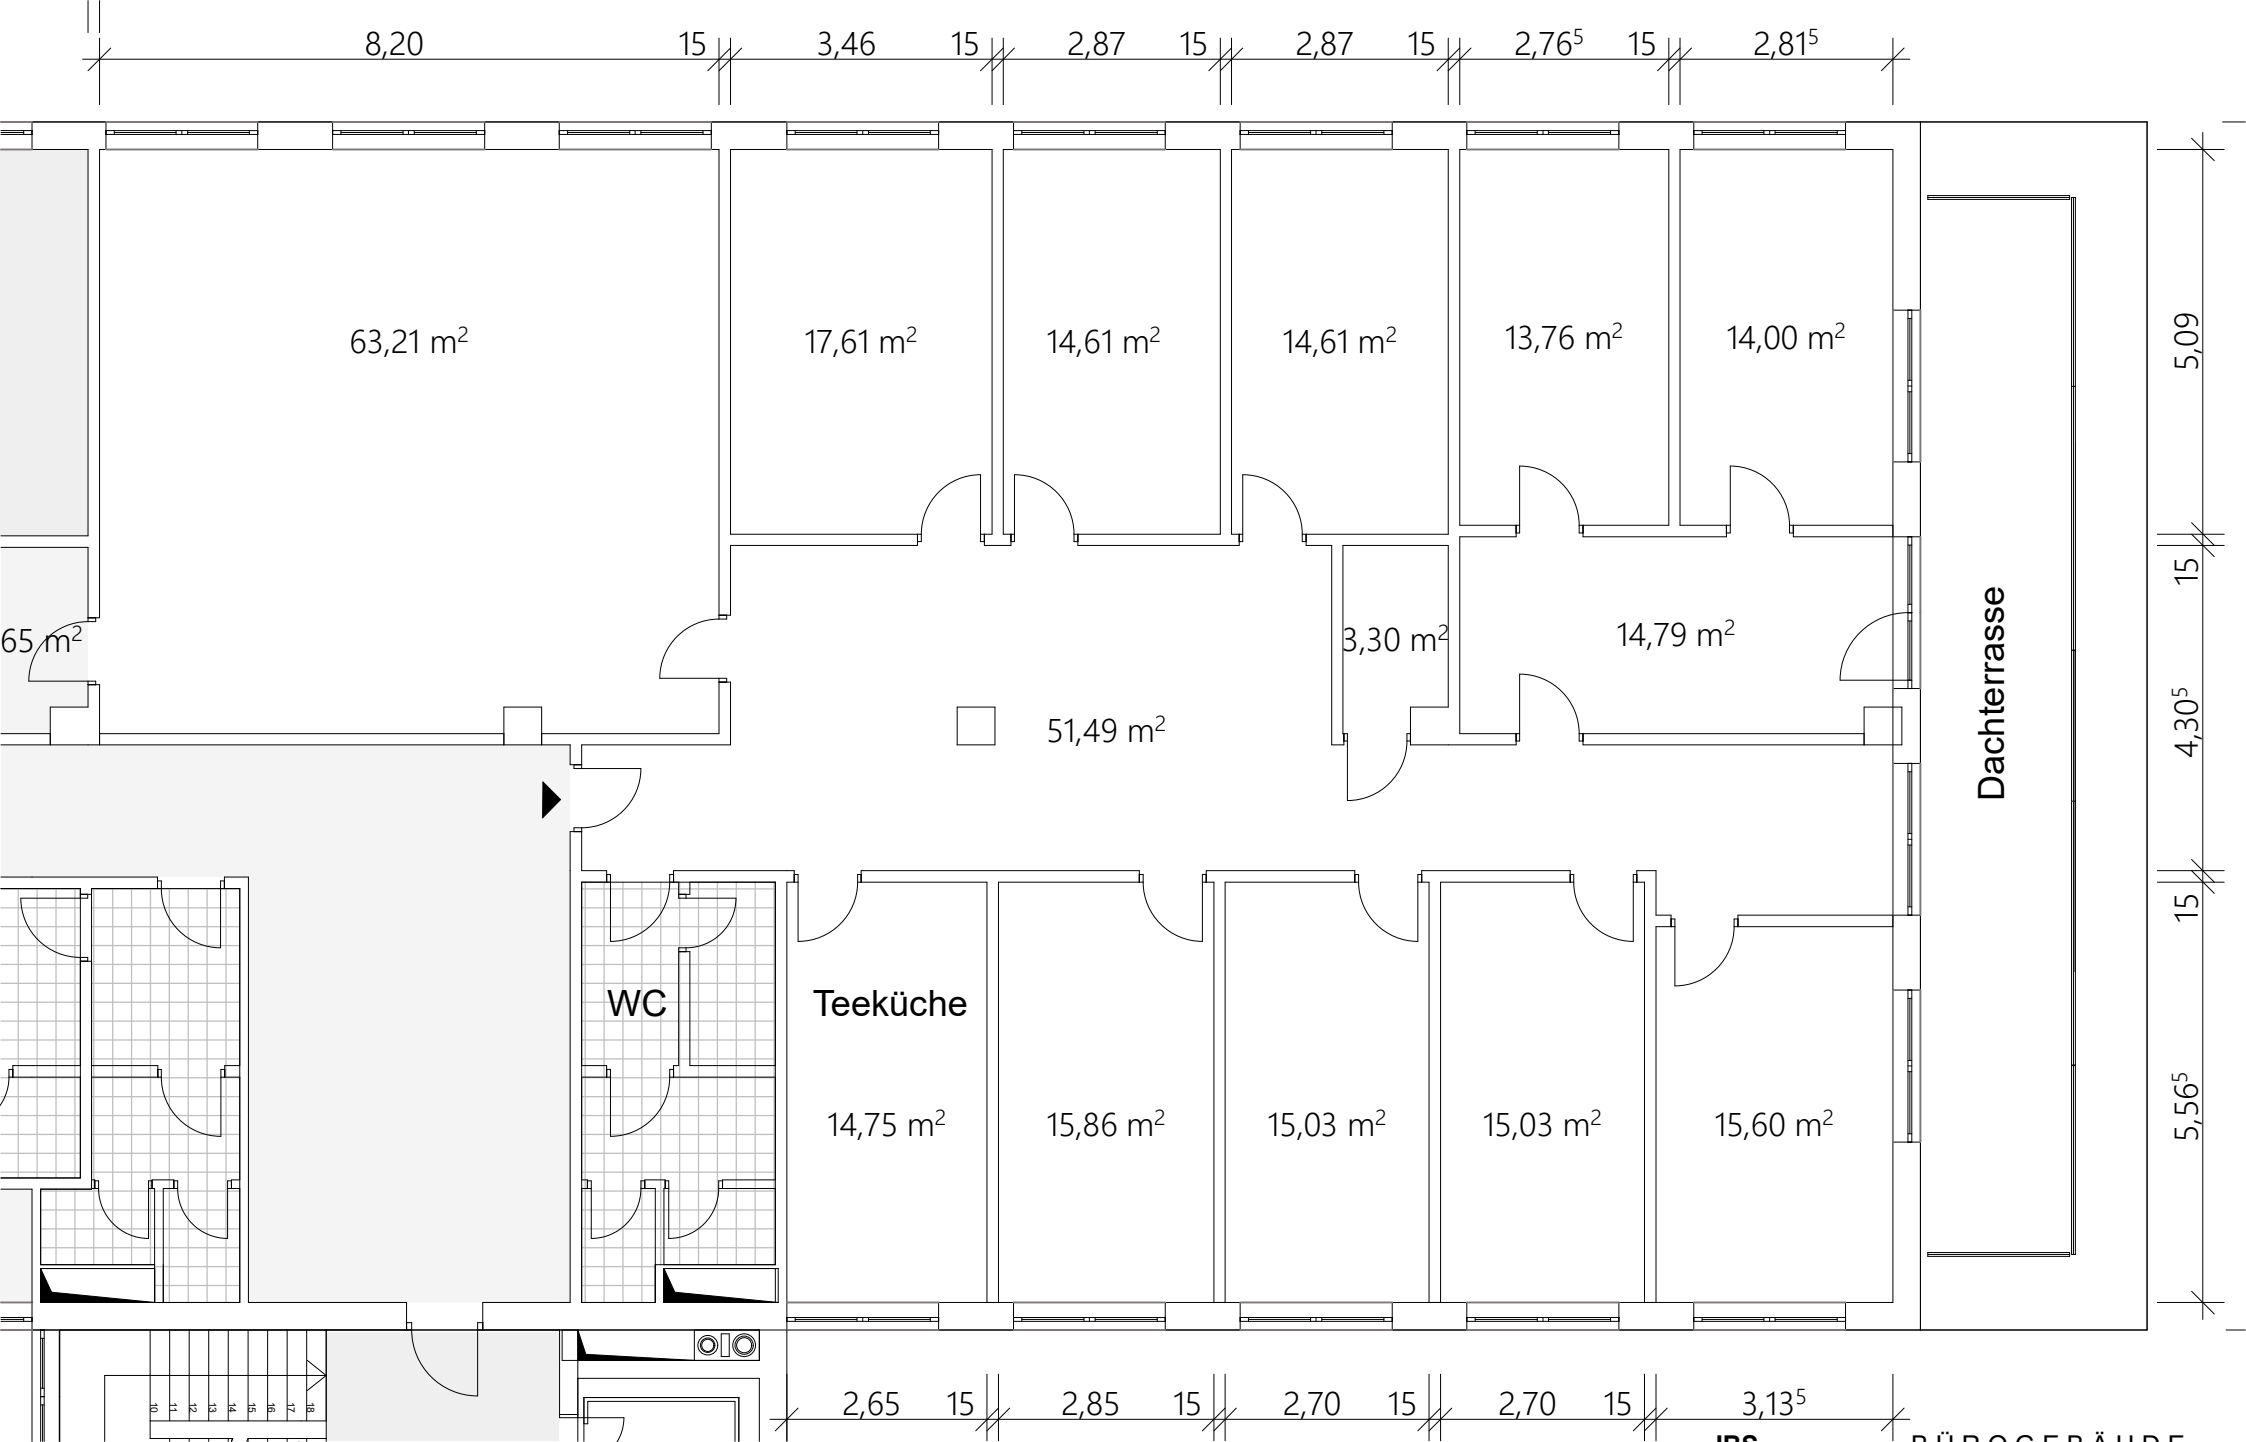 8,20 15 3,46 15 2,87 15 2,87 15 2,76⁵ 15 2,81⁵
63,21 m² 17,61 m² 14,61 m² 14,61 m² 13,76 m² 14,00 m²
5,09
15
65 m² 3,30 m² 14,79 m²
Dachterrasse
51,49 m²
4,30⁵
15
WC Teeküche
14,75 m² 15,86 m² 15,03 m² 15,03 m² 15,60 m²
5,56⁵
10 11 12 13 14 15 16 17 18
2,65 15 2,85 15 2,70 15 2,70 15 3,13⁵
IBS BÜROGEBÄUDE